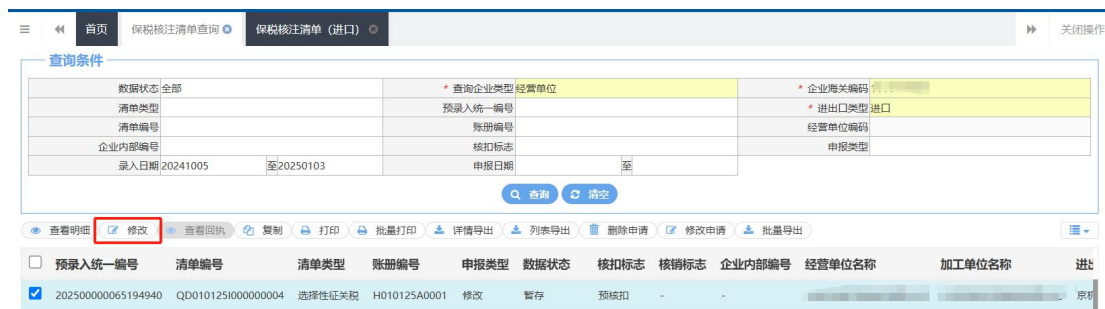 首页 保税核注清单查询 保税核注清单（进口） 关闭操作
查询条件
数据状态 全部 * 查询企业类型 经营单位 * 企业海关编码
清单类型 预录入统一编号 * 进出口类型 进口
清单编号 账册编号 经营单位编码
企业内部编号 核扣标志 申报类型
录入日期 20241005 至 20250103 申报日期 至
查询 清空
查看明细 修改 查看回执 复制 打印 批量打印 详情导出 列表导出 删除申请 修改申请 批量导出
预录入统一编号 清单编号 清单类型 账册编号 申报类型 数据状态 核扣标志 核销标志 企业内部编号 经营单位名称 加工单位名称
202500000065194940 QD010125I000000004 选择性征关税 H010125A0001 修改 暂存 预核扣 - -